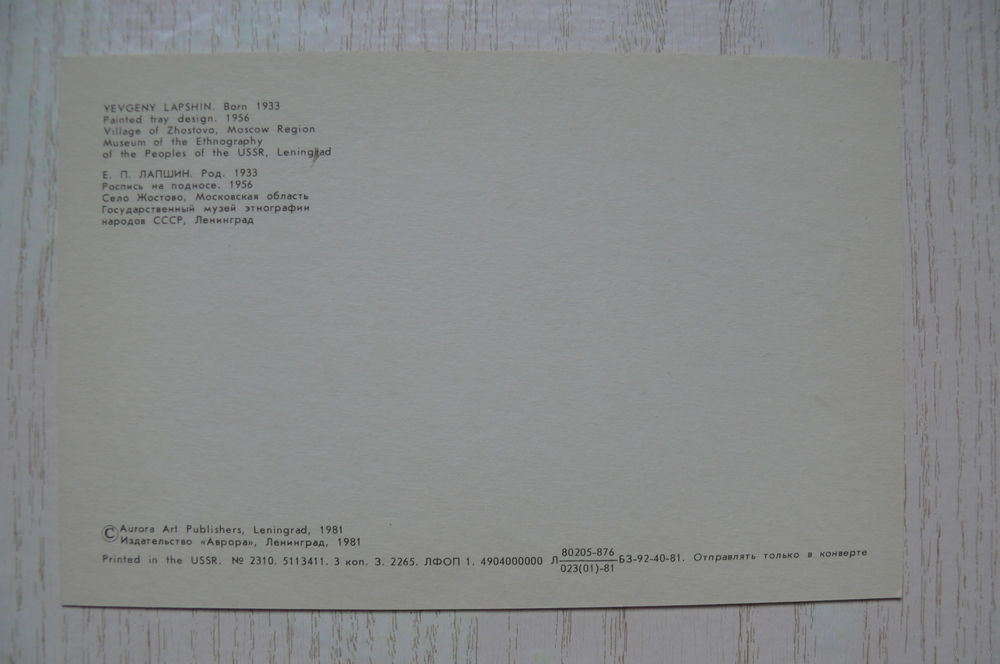 YEVGENY LAPSHIN. Born 1933
Painted tray design. 1956
Village of Zhostovo, Moscow Region
Museum of the Ethnography
of the Peoples of the USSR, Leningrad
Е. П. ЛАПШИН. Род. 1933
Роспись на подносе. 1956
Село Жостово, Московская область
Государственный музей этнографии
народов СССР, Ленинград
© Aurora Art Publishers, Leningrad, 1981
Издательство «Аврора», Ленинград, 1981
Printed in the USSR. № 2310. 5113411. 3 коп. З. 2265. ЛФОП 1. 4904000000 Л 80205-876 БЗ-92-40-81. Отправлять только в конверте
023(01)-81